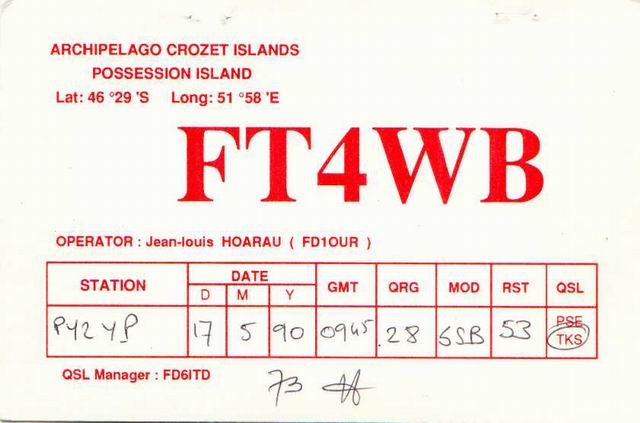 ARCHIPELAGO CROZET ISLANDS
POSSESSION ISLAND
Lat: 46 °29 'S Long: 51 °58 'E
FT4WB
OPERATOR : Jean-louis HOARAU ( FD1OUR )
STATION DATE GMT QRG MOD RST QSL
D M Y
PY2YP 17 5 90 0945 28 SSB 53 PSE
TKS
QSL Manager : FD6ITD
73